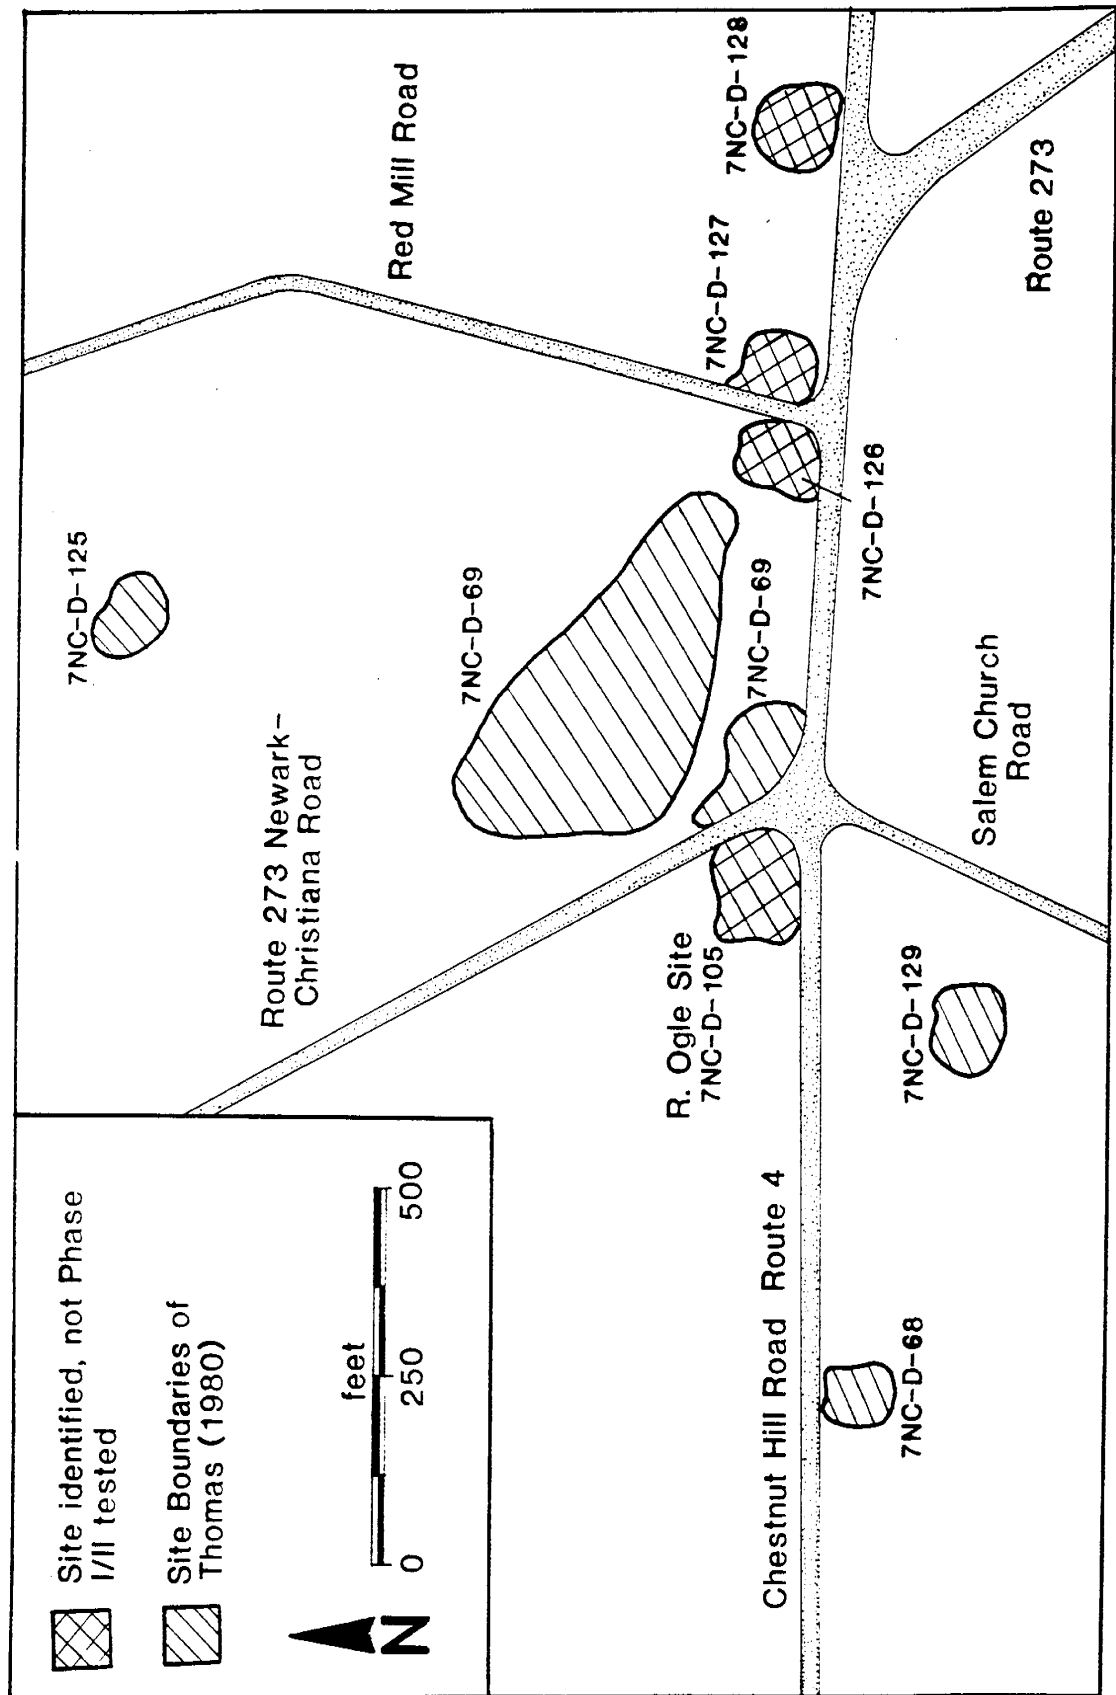 Site identified, not Phase
I/II tested
Site Boundaries of
Thomas (1980)
feet
0 250 500
N
7NC-D-125
Red Mill Road
Route 273 Newark-
Christiana Road
7NC-D-69
7NC-D-128
7NC-D-127
7NC-D-69
R. Ogle Site
7NC-D-105
Chestnut Hill Road Route 4
7NC-D-126
7NC-D-68
7NC-D-129
Salem Church
Road
Route 273